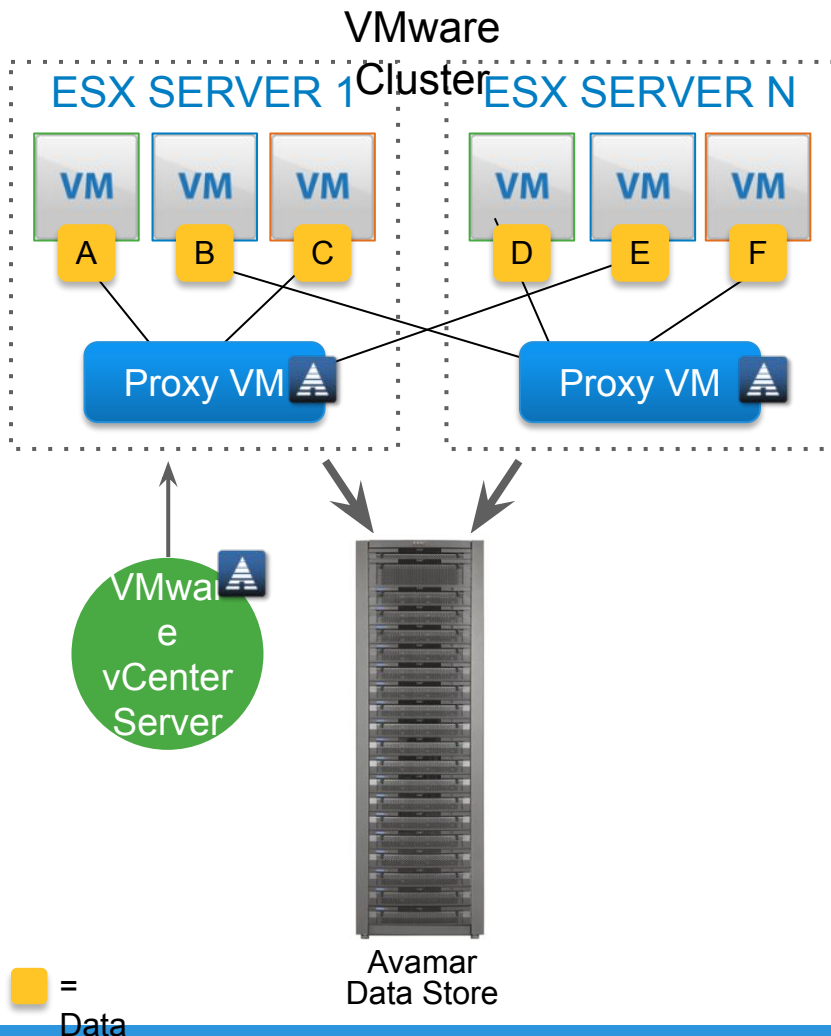 VMware
Cluster
ESX SERVER 1
ESX SERVER N
VM
VM
VM
VM
VM
VM
A
B
C
D
E
F
Proxy VM
Proxy VM
VMwar
e
vCenter
Server
Avamar
Data Store
=
Data